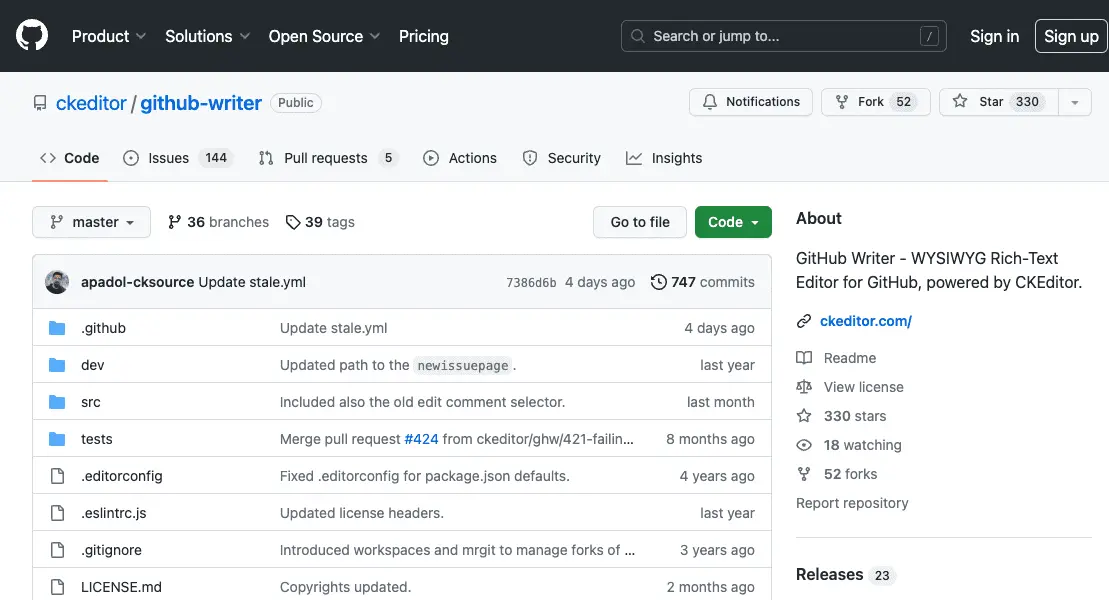 Product Solutions Open Source Pricing Search or jump to... / Sign in Sign up
ckeditor / github-writer Public Notifications Fork 52 Star 330
Code Issues 144 Pull requests 5 Actions Security Insights
master 36 branches 39 tags Go to file Code
apadol-cksource Update stale.yml 7386d6b 4 days ago 747 commits
.github Update stale.yml 4 days ago
dev Updated path to the newissuepage. last year
src Included also the old edit comment selector. last month
tests Merge pull request #424 from ckeditor/ghw/421-failin... 8 months ago
.editorconfig Fixed .editorconfig for package.json defaults. 4 years ago
.eslintrc.js Updated license headers. last year
.gitignore Introduced workspaces and mrgit to manage forks of ... 3 years ago
LICENSE.md Copyrights updated. 2 months ago
About
GitHub Writer - WYSIWYG Rich-Text
Editor for GitHub, powered by CKEditor.
ckeditor.com/
Readme
View license
330 stars
18 watching
52 forks
Report repository
Releases 23